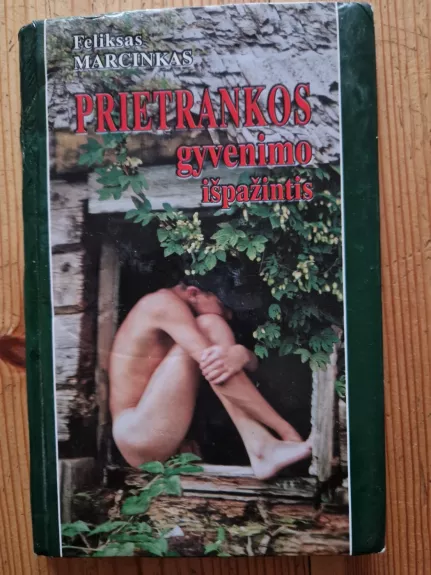 Feliksas
MARCINKAS
PRIETRANKOS
gyvenimo
išpažintis